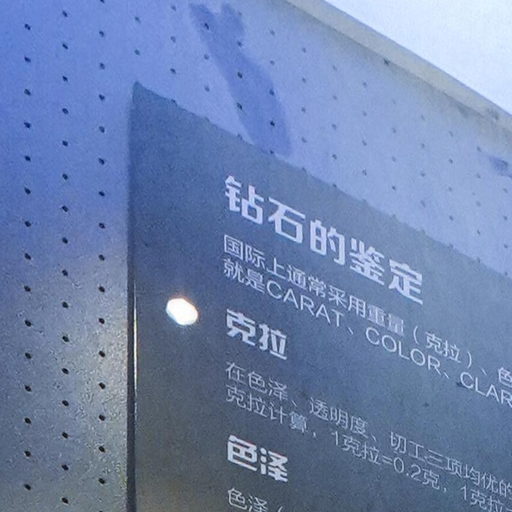 钻石的鉴定
国际上通常采用重量（克拉）、色
就是CARAT、COLOR、CLAR
克拉
在色泽、透明度、切工三项均优的
克拉计算，1克拉=0.2克，1克拉
色泽
色泽（